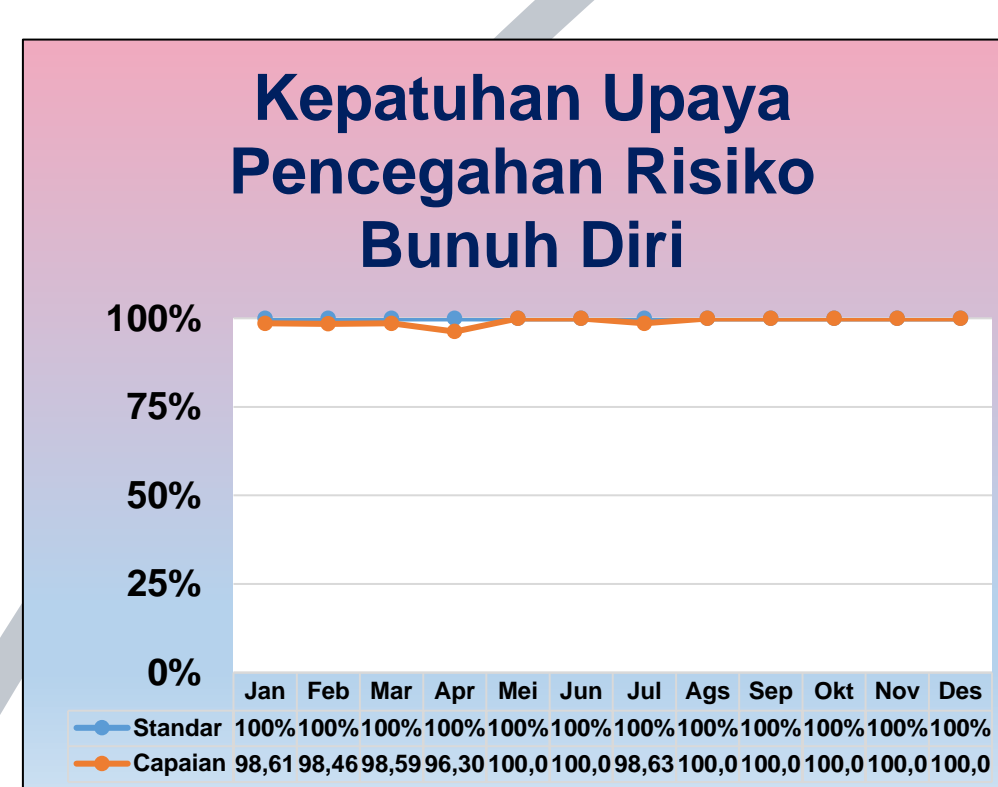 Kepatuhan Upaya
Pencegahan Risiko
Bunuh Diri
100%
75%
50%
25%
0%
Jan Feb Mar Apr Mei Jun Jul Ags Sep Okt Nov Des
Standar 100% 100% 100% 100% 100% 100% 100% 100% 100% 100% 100% 100%
Capaian 98,61 98,46 98,59 96,30 100,0 100,0 98,63 100,0 100,0 100,0 100,0 100,0